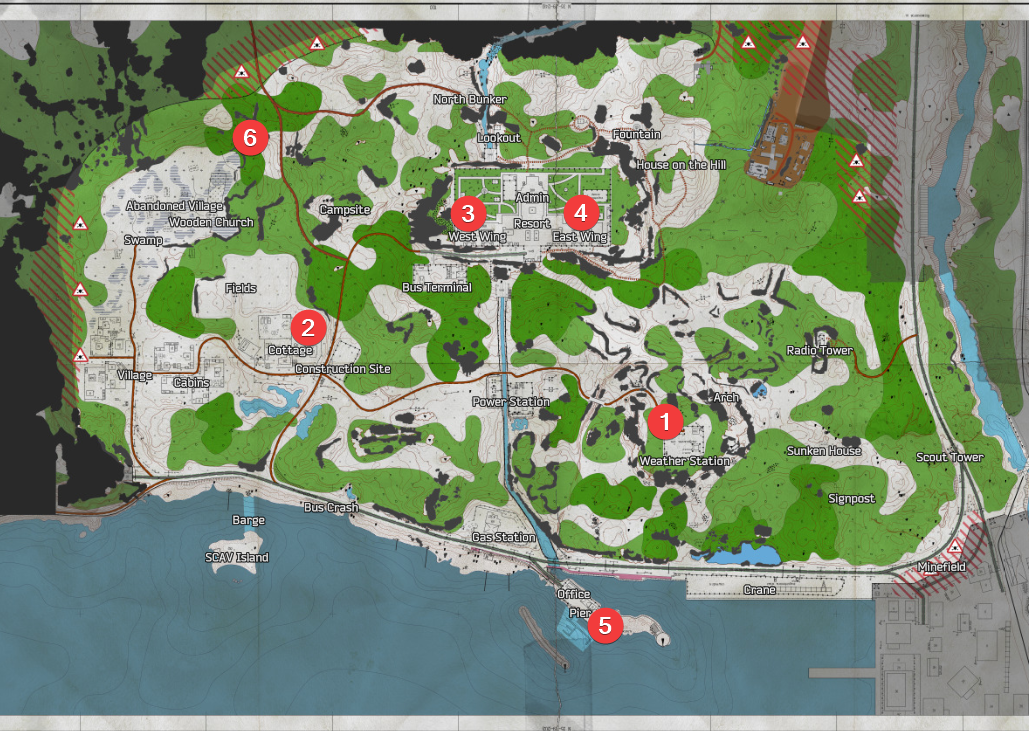 North Bunker
6
Lookout
Fountain
House on the Hill
Admin
Abandoned Village
Campsite
3
4
Wooden Church
Resort
West Wing
East Wing
Swamp
Fields
Bus Terminal
2
Cottage
Radio Tower
Construction Site
Village
Cabins
Power Station
Arch
1
Sunken House
Weather Station
Scout Tower
Signpost
Bus Crash
Barge
Gas Station
SCAV Island
Minefield
Office
Crane
Pier
5